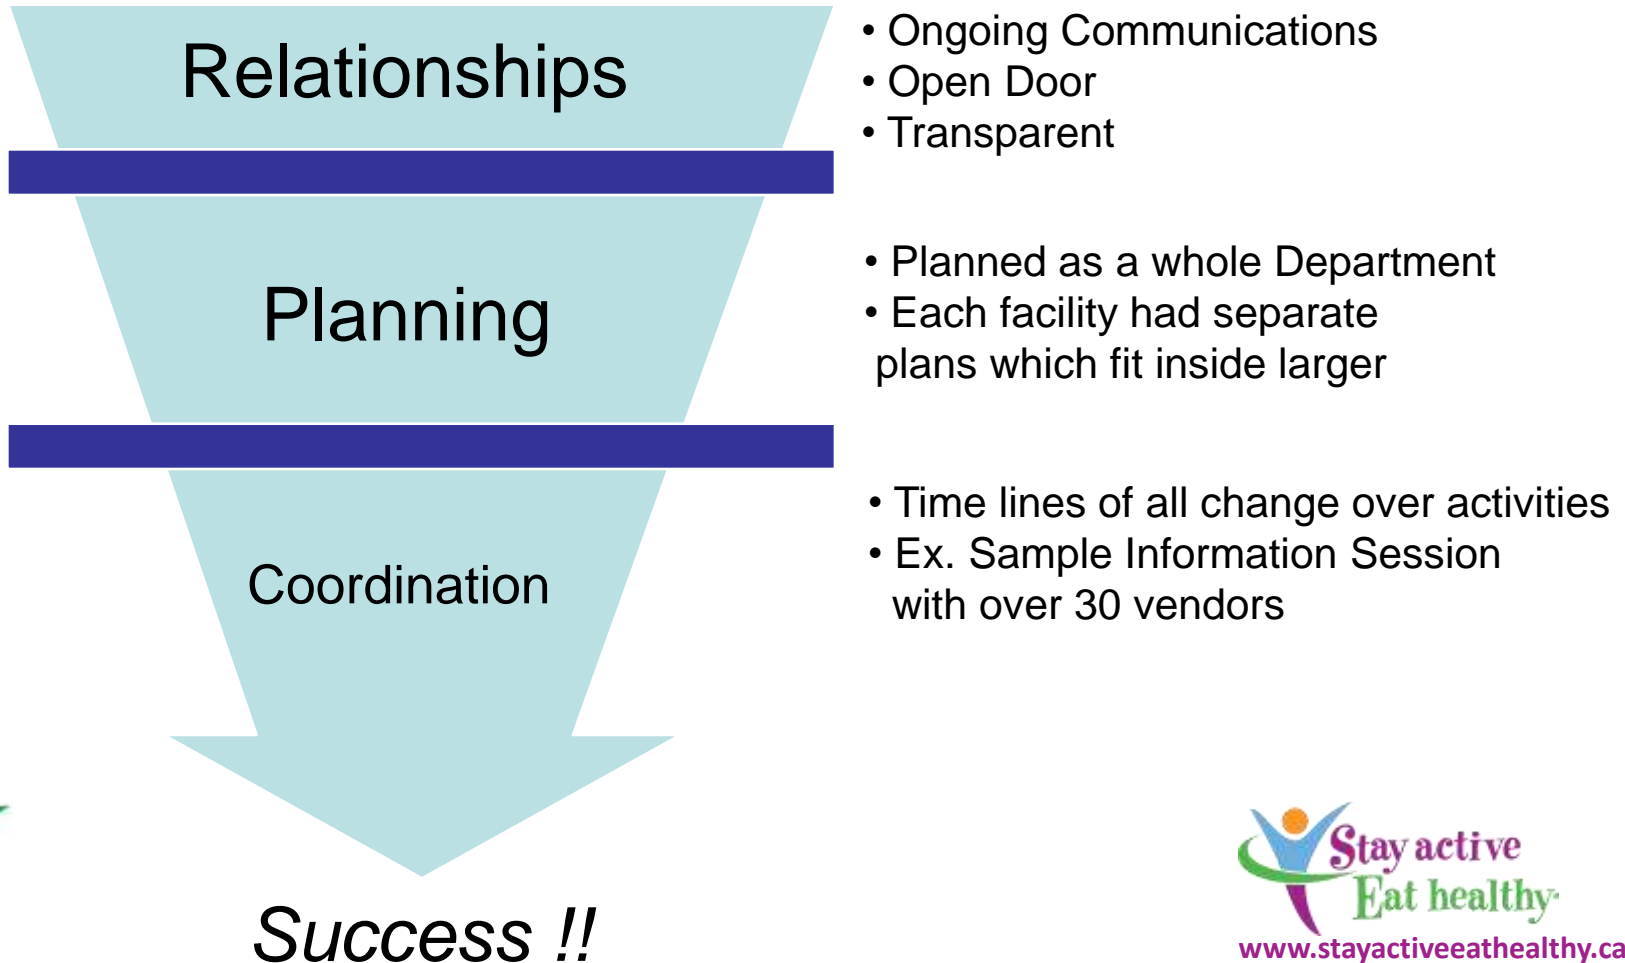 Relationships
• Ongoing Communications
• Open Door
• Transparent
Planning
• Planned as a whole Department
• Each facility had separate
plans which fit inside larger
Coordination
• Time lines of all change over activities
• Ex. Sample Information Session
with over 30 vendors
Success !!
Stay active
Eat healthy
www.stayactiveeathealthy.ca